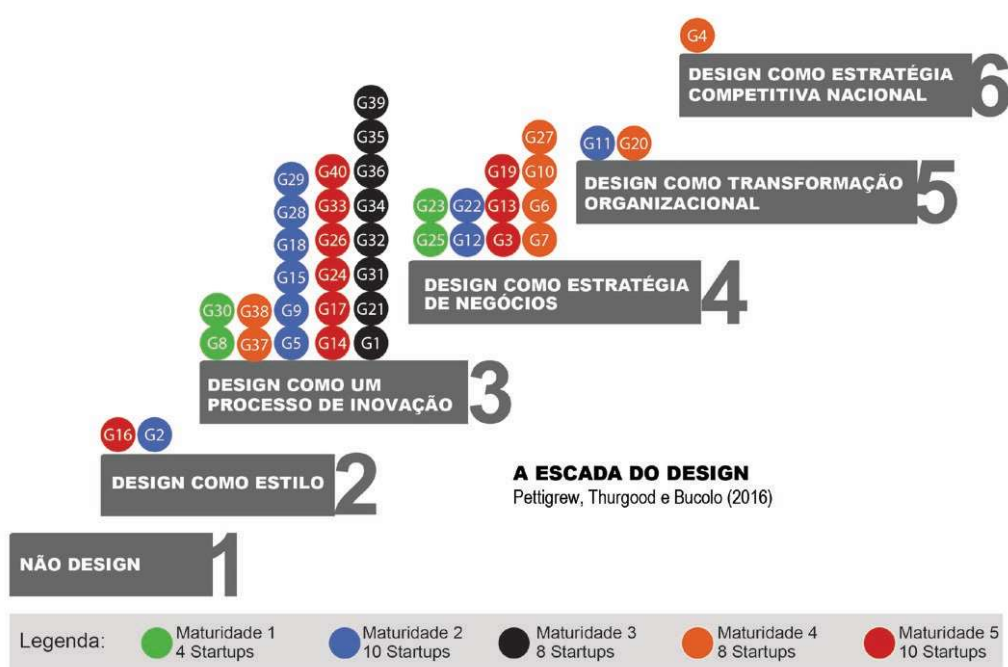 G4
DESIGN COMO ESTRATÉGIA
COMPETITIVA NACIONAL
6
G11 G20
DESIGN COMO TRANSFORMAÇÃO
ORGANIZACIONAL
5
G27
G19 G10
G23 G22 G13 G6
G25 G12 G3 G7
DESIGN COMO ESTRATÉGIA
DE NEGÓCIOS
4
G39
G35
G29 G40 G36
G28 G33 G34
G18 G26 G32
G15 G24 G31
G30 G38 G9 G17 G21
G8 G37 G5 G14 G1
DESIGN COMO UM
PROCESSO DE INOVAÇÃO
3
G16 G2
DESIGN COMO ESTILO
2
A ESCADA DO DESIGN
Pettigrew, Thurgood e Bucolo (2016)
NÃO DESIGN
1
Legenda:
Maturidade 1
4 Startups
Maturidade 2
10 Startups
Maturidade 3
8 Startups
Maturidade 4
8 Startups
Maturidade 5
10 Startups